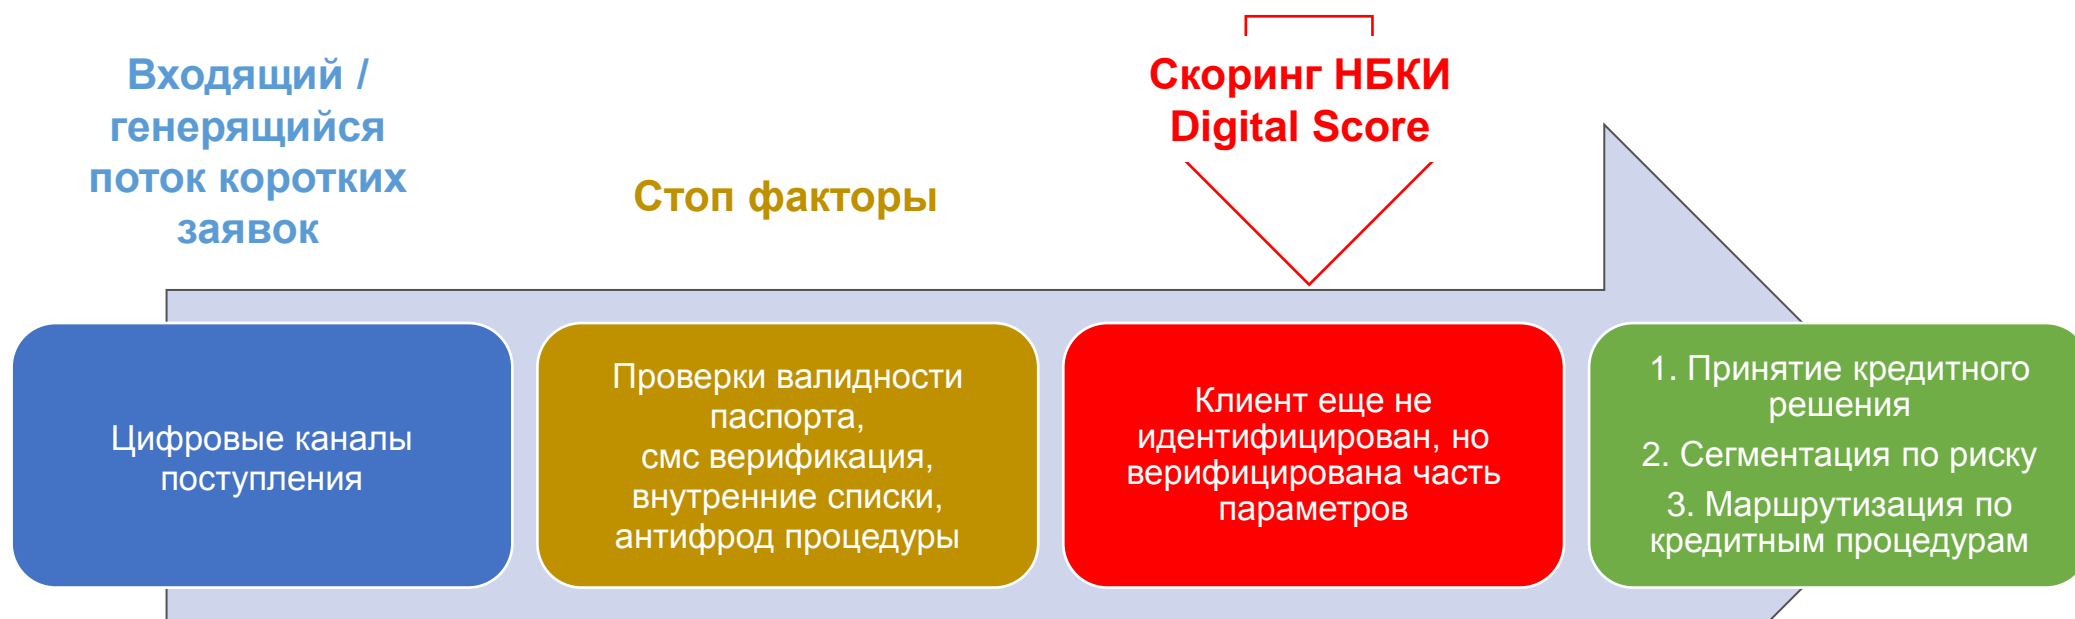 Входящий /
генерящийся
поток коротких
заявок
Стоп факторы
Скоринг НБКИ
Digital Score
Цифровые каналы
поступления
Проверки валидности
паспорта,
смс верификация,
внутренние списки,
антифрод процедуры
Клиент еще не
идентифицирован, но
верифицирована часть
параметров
1. Принятие кредитного
решения
2. Сегментация по риску
3. Маршрутизация по
кредитным процедурам